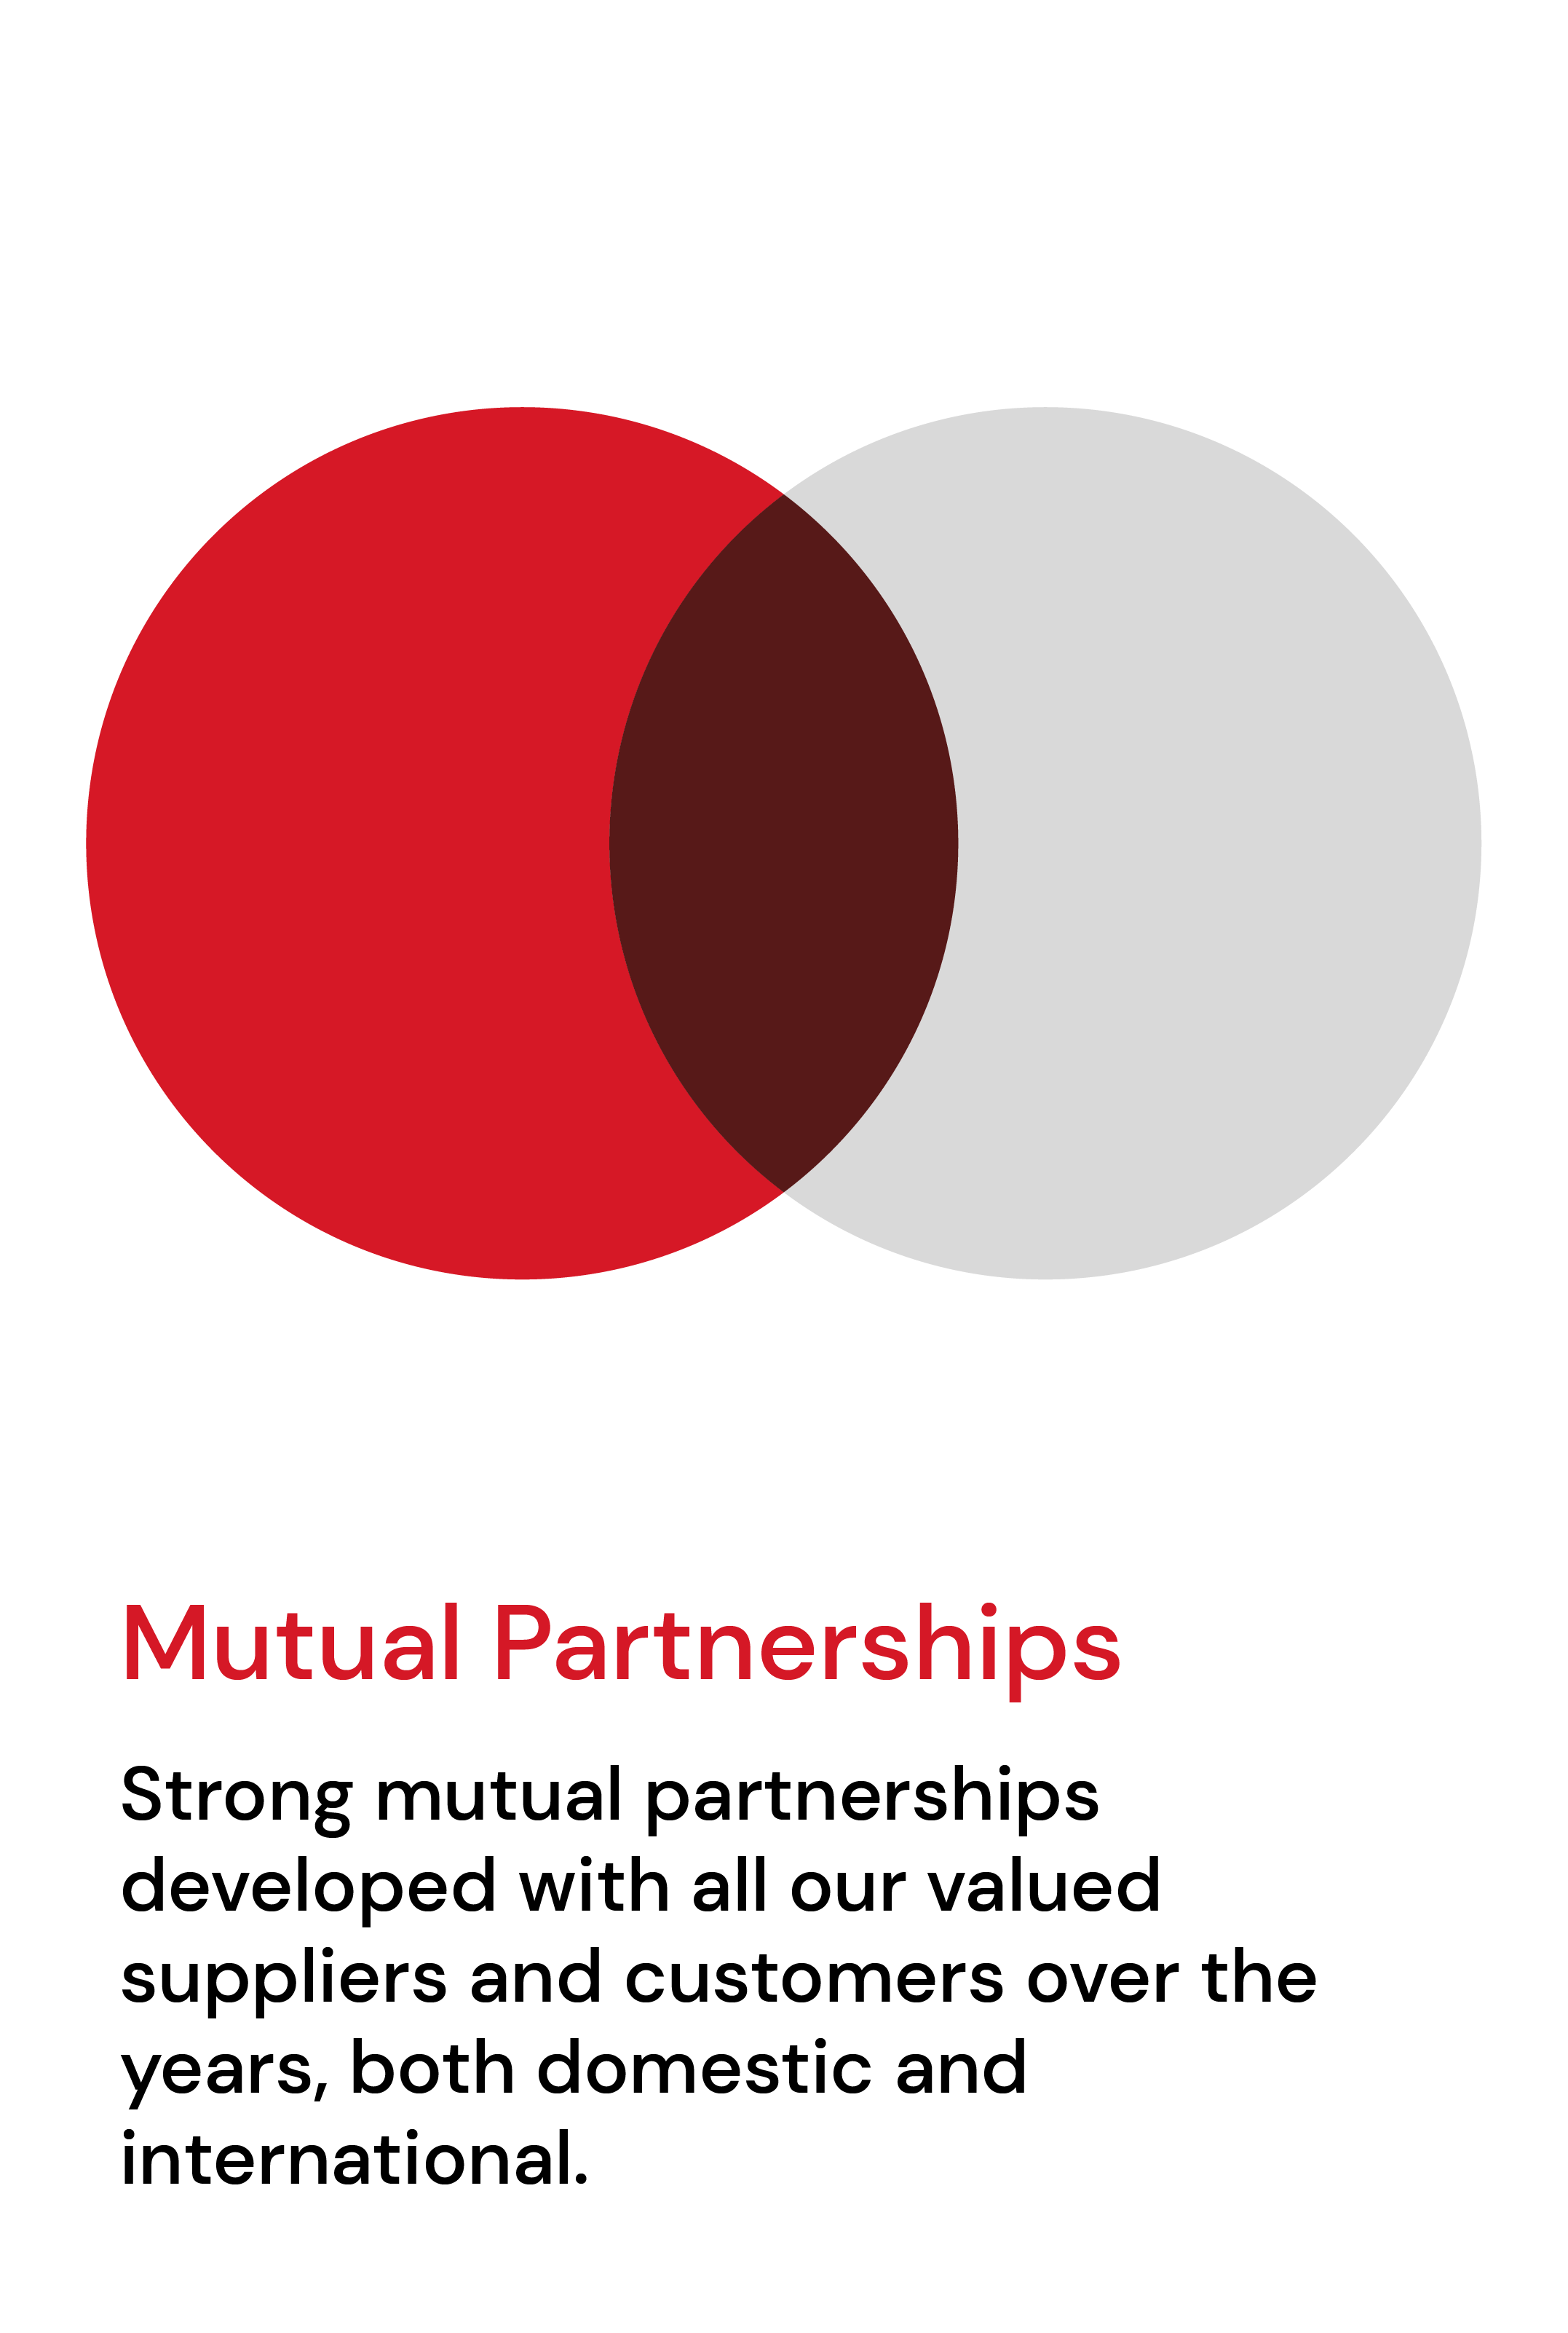 Mutual Partnerships
Strong mutual partnerships
developed with all our valued
suppliers and customers over the
years, both domestic and
international.